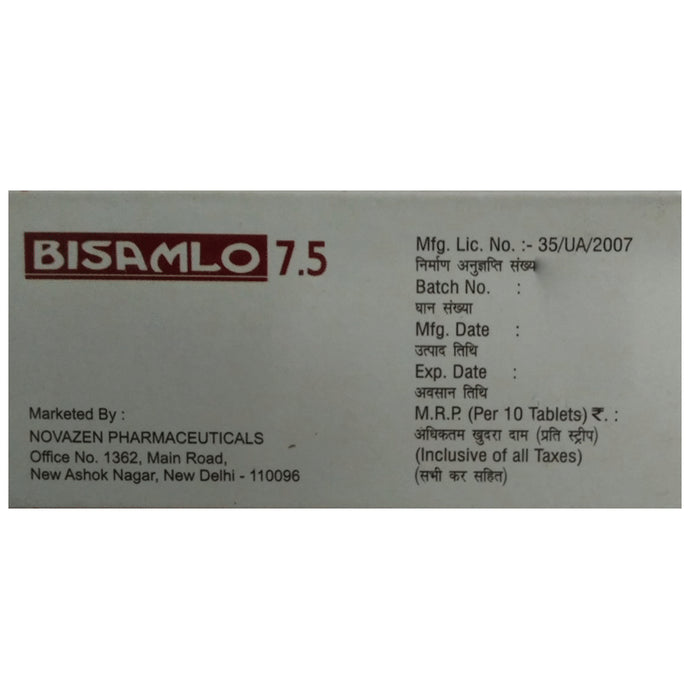 BISAMLO 7.5
Marketed By :
NOVAZEN PHARMACEUTICALS
Office No. 1362, Main Road,
New Ashok Nagar, New Delhi - 110096
Mfg. Lic. No. :- 35/UA/2007
निर्माण अनुज्ञप्ति संख्य
Batch No. :
घान संख्या
Mfg. Date :
उत्पाद तिथि
Exp. Date :
अवसान तिथि
M.R.P. (Per 10 Tablets) ₹. :
अधिकतम खुदरा दाम (प्रति स्ट्रीप)
(Inclusive of all Taxes)
(सभी कर सहित)